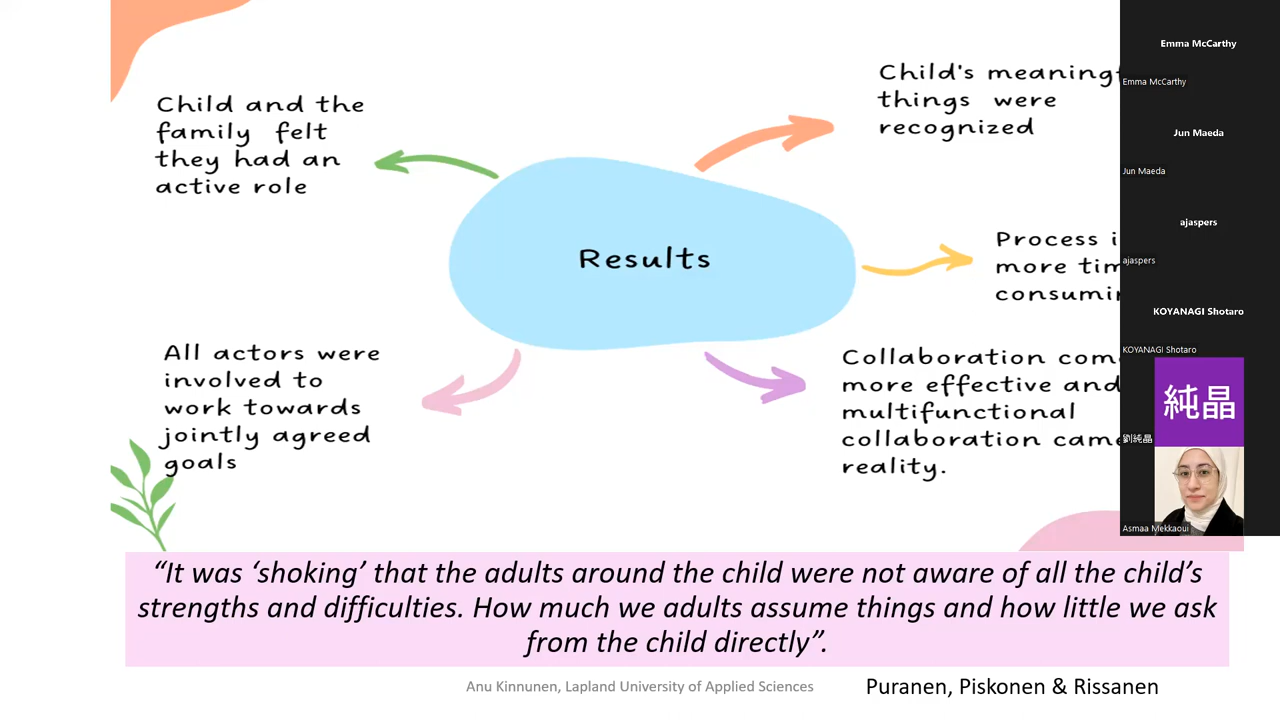 Child and the
family felt
they had an
active role
Child's meaning
things were
recognized
Results
Process
more
All actors were
involved to
work towards
jointly agreed
goals
Collaboration
more effective and
multifunctional
collaboration came
reality.
“It was ‘shoking’ that the adults around the child were not aware of all the child’s
strengths and difficulties. How much we adults assume things and how little we ask
from the child directly”.
Anu Kinnunen, Lapland University of Applied Sciences
Puranen, Piskonen & Rissanen
Emma McCarthy
Emma McCarthy
Jun Maeda
Jun Maeda
ajaspers
ajaspers
KOYANAGI Shotaro
KOYANAGI Shotaro
純晶
劉純晶
Asmaa Mekkaoui